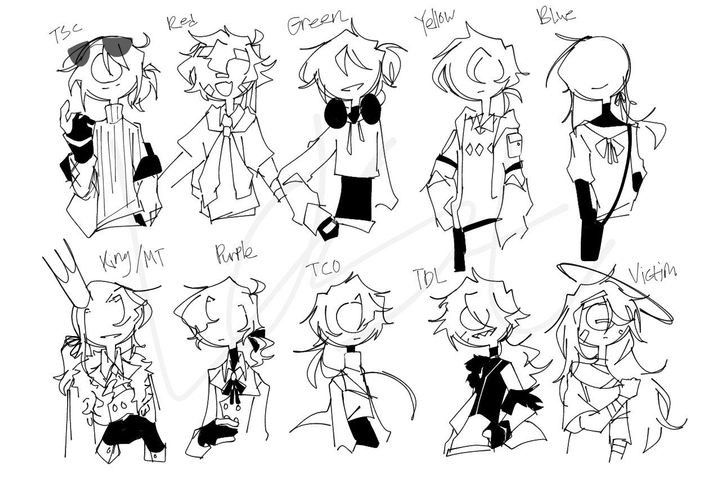 TSC
Red
Green
Yellow
Blue
King/MT
Purple
TCO
TDL
Victim